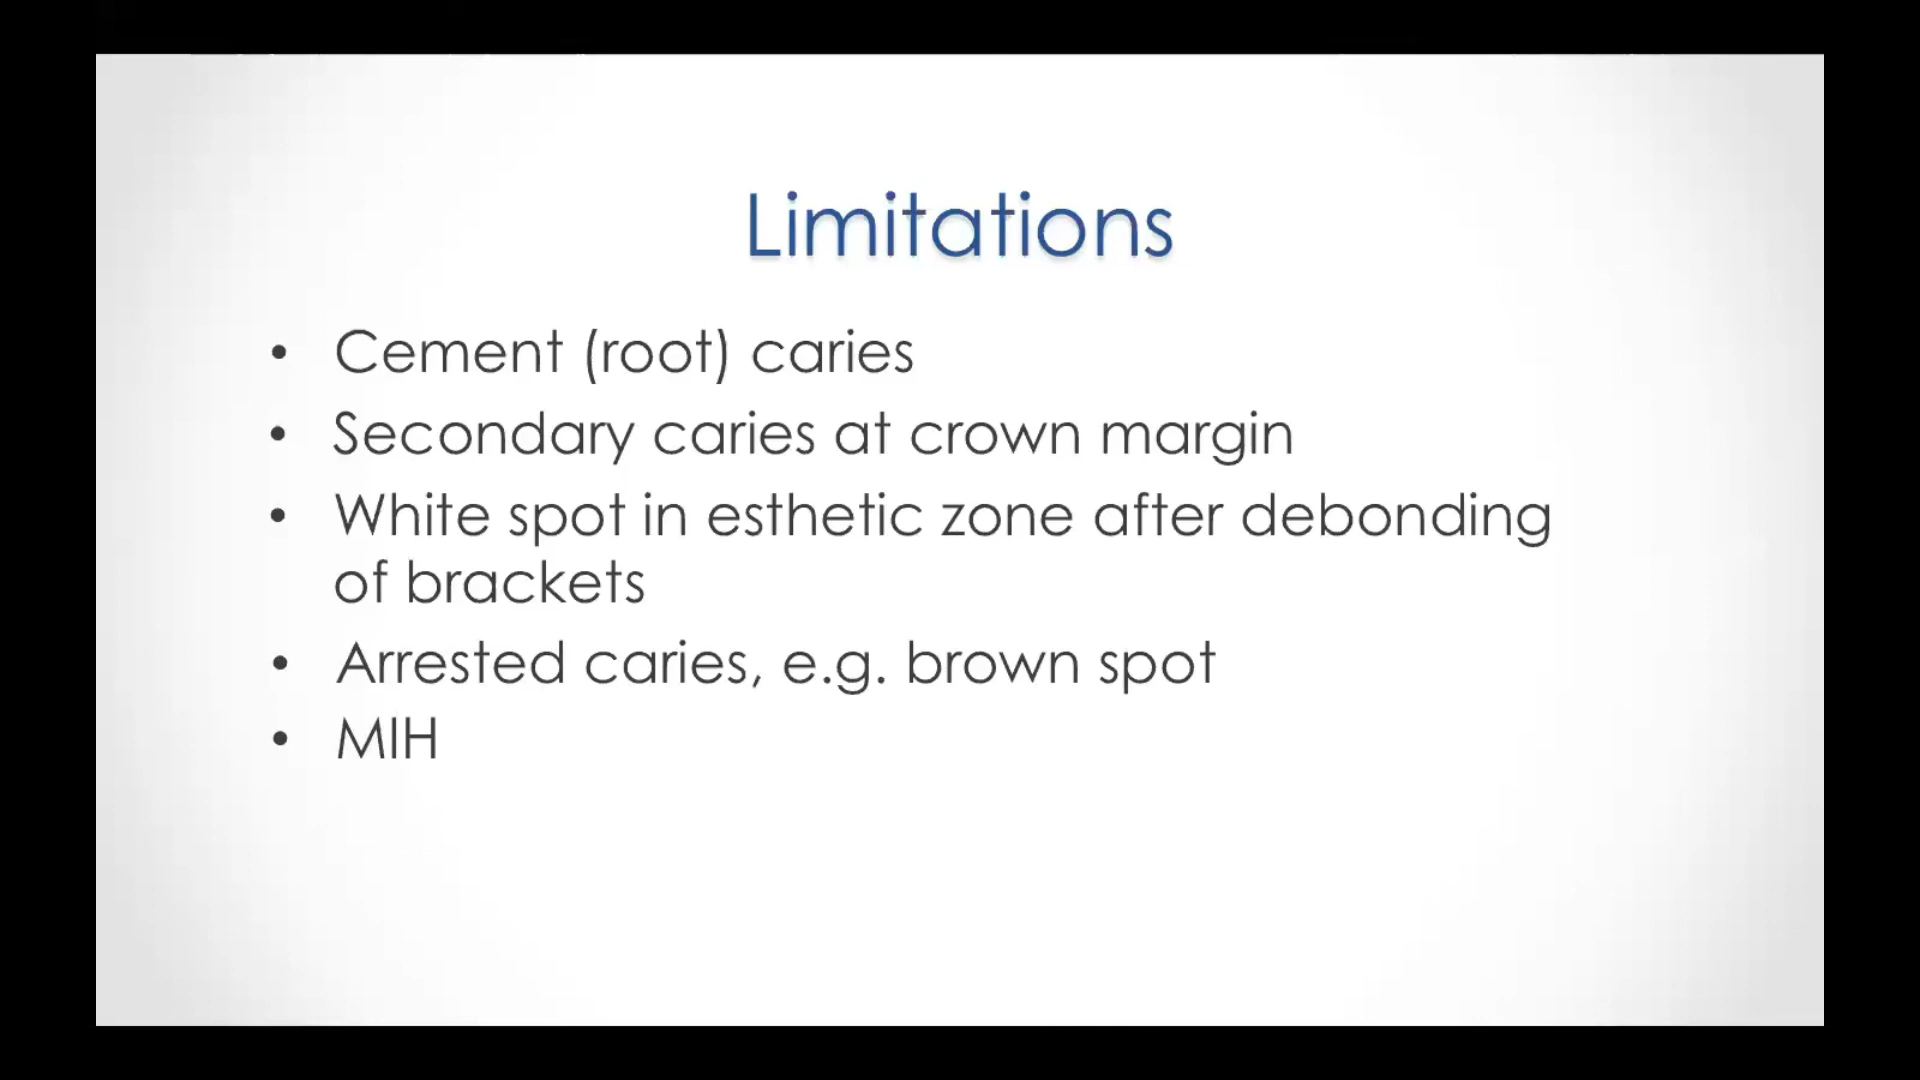 Limitations
• Cement (root) caries
• Secondary caries at crown margin
• White spot in esthetic zone after debonding
of brackets
• Arrested caries, e.g. brown spot
• MIH